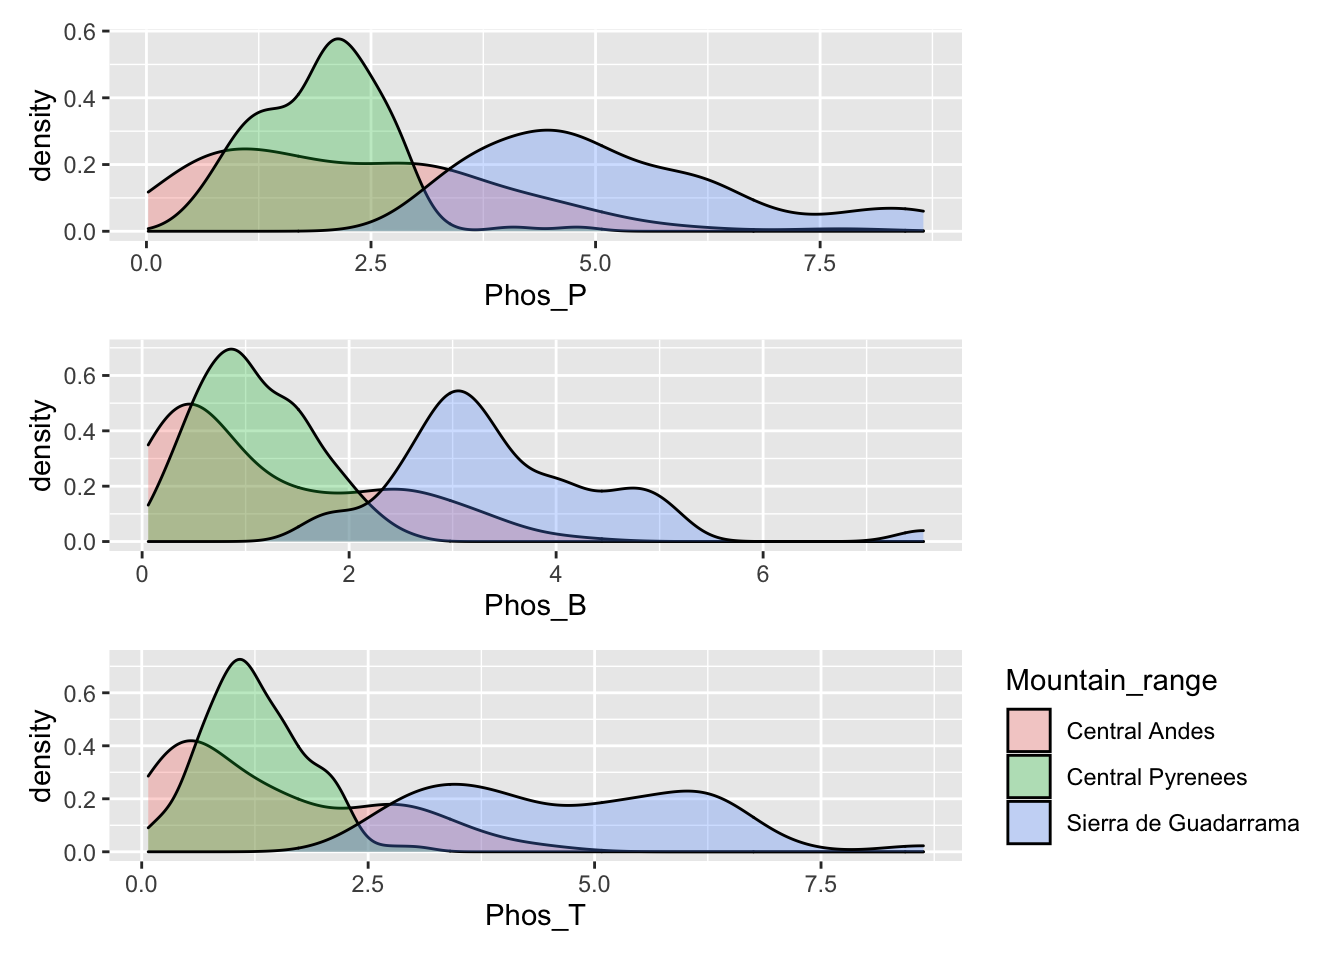 density
0.6
0.4
0.2
0.0
0.0 2.5 5.0 7.5
Phos_P
density
0.6
0.4
0.2
0.0
0 2 4 6
Phos_B
density
0.6
0.4
0.2
0.0
0.0 2.5 5.0 7.5
Phos_T
Mountain_range
Central Andes
Central Pyrenees
Sierra de Guadarrama